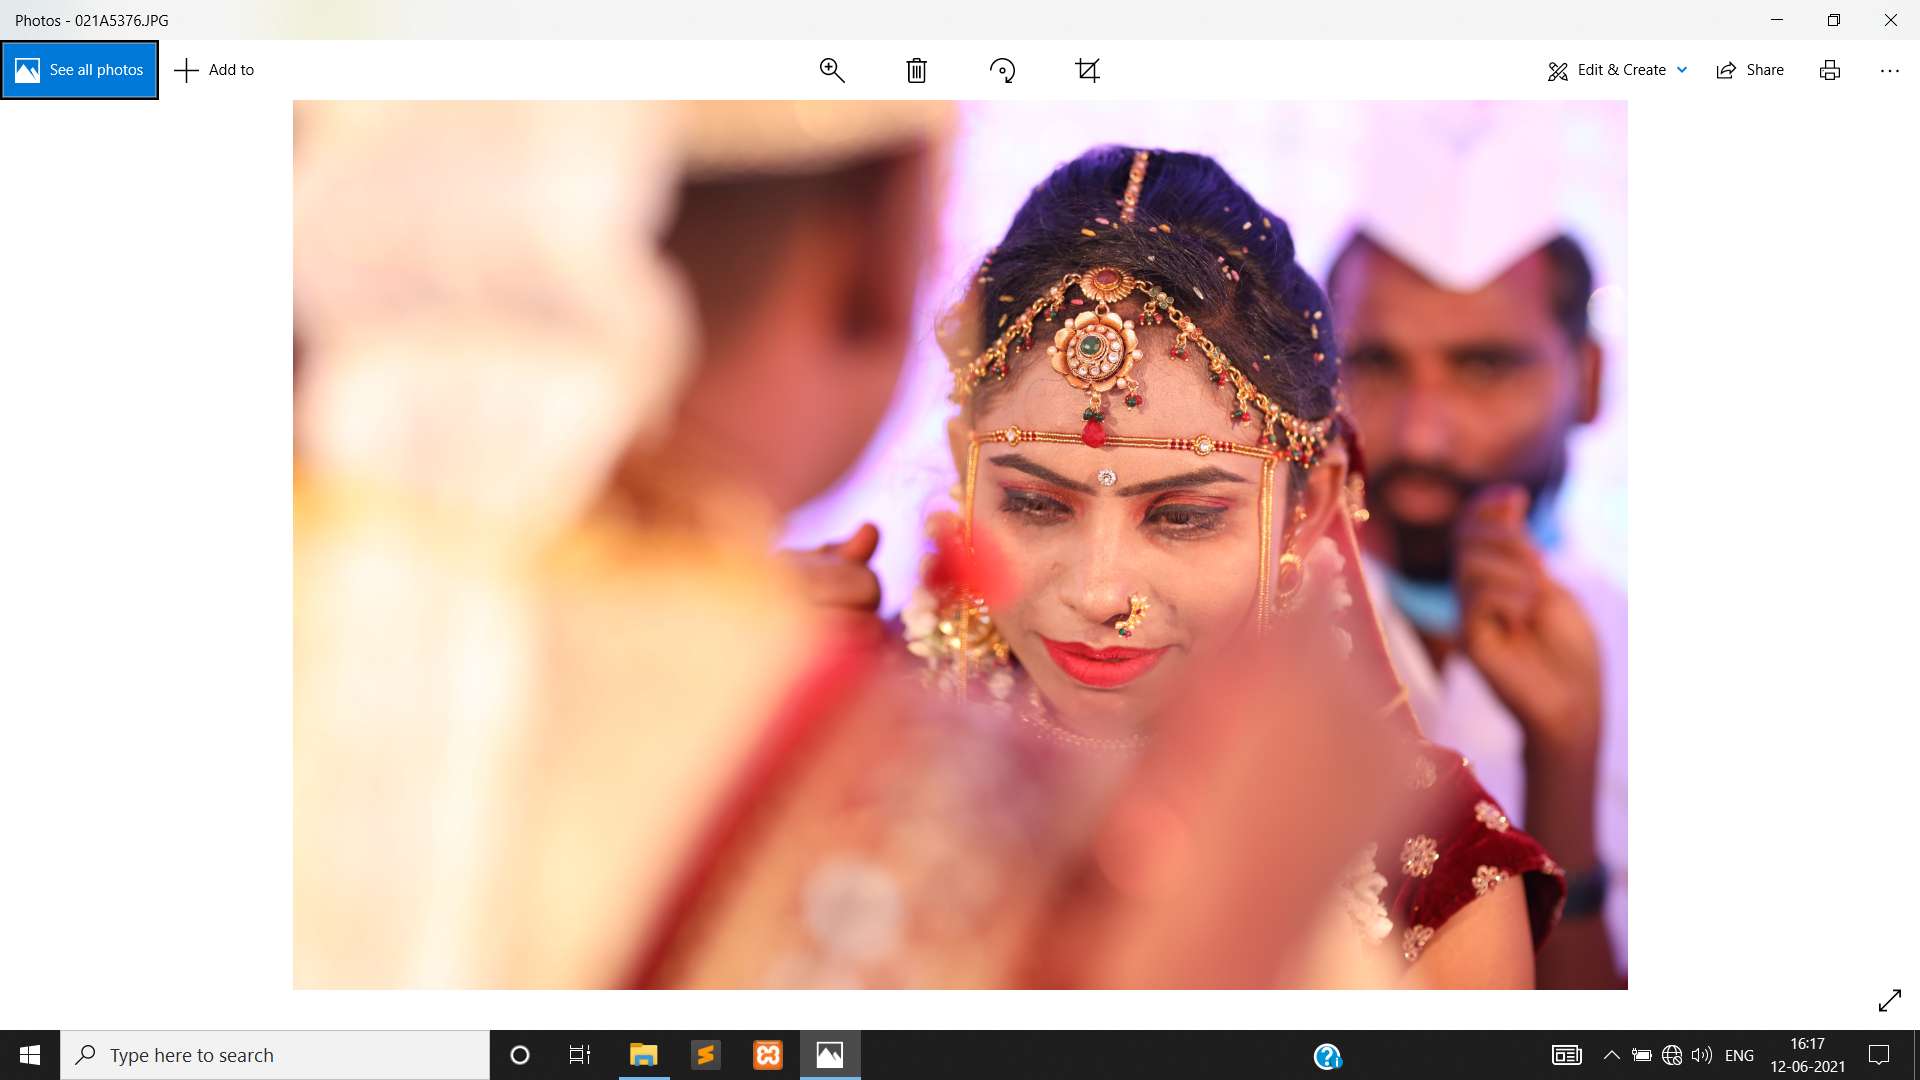 Photos - 021A5376.JPG
See all photos
Add to
Edit & Create
Share
Type here to search
ENG
16:17
12-06-2021